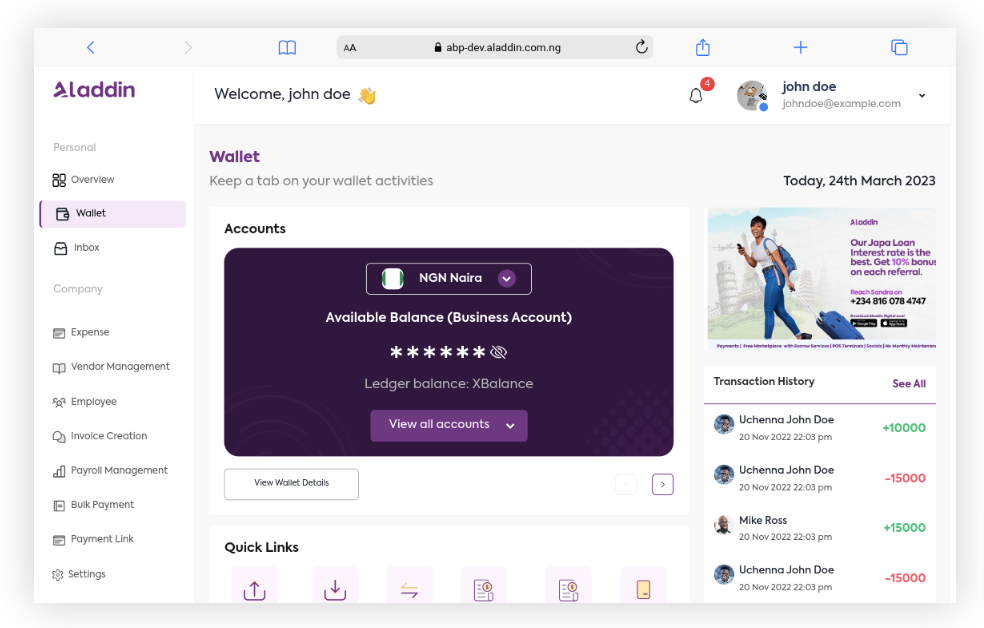 AA
abp-dev.aladdin.com.ng
Aladdin
Welcome, john doe 👋
4
john doe
johndoe@example.com
Personal
Overview
Wallet
Inbox
Company
Expense
Vendor Management
Employee
Invoice Creation
Payroll Management
Bulk Payment
Payment Link
Settings
Wallet
Keep a tab on your wallet activities
Today, 24th March 2023
Accounts
NGN Naira
Available Balance (Business Account)
******
Ledger balance: XBalance
View all accounts
View Wallet Details
Quick Links
Aladdin
Our Japa Loan
Interest rate is the
best. Get 10% bonus
on each referral.
Reach Sandra on
+234 816 078 4747
Google Play
App Store
Payments | Free Marketplace with Escrow Services | POS Terminals | Socials | No Monthly Maintenanc
Transaction History
See All
Uchenna John Doe
20 Nov 2022 22:03 pm
+10000
Uchenna John Doe
20 Nov 2022 22:03 pm
-15000
Mike Ross
20 Nov 2022 22:03 pm
+15000
Uchenna John Doe
20 Nov 2022 22:03 pm
-15000